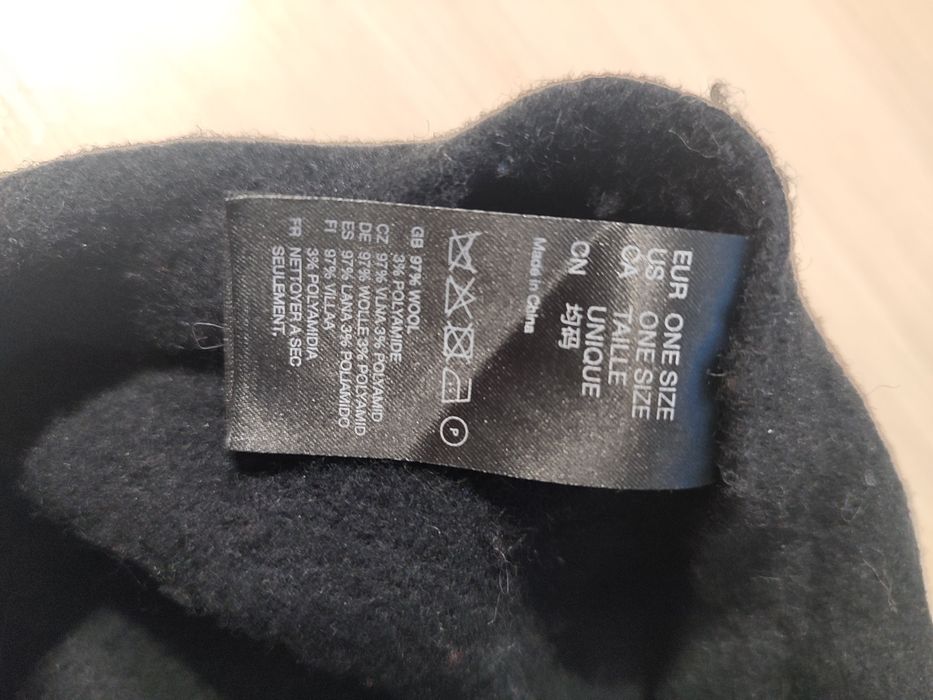 EUR ONE SIZE
US ONE SIZE
CA TAILLE
UNIQUE
CN 均码
Made in China
P
GB 97% WOOL
3% POLYAMIDE
CZ 97% VLNA 3% POLYAMID
DE 97% WOLLE 3% POLYAMID
ES 97% LANA 3% POLIAMIDO
FI 97% VILLAA
3% POLYAMIDIA
FR NETTOYER A SEC
SEULEMENT.